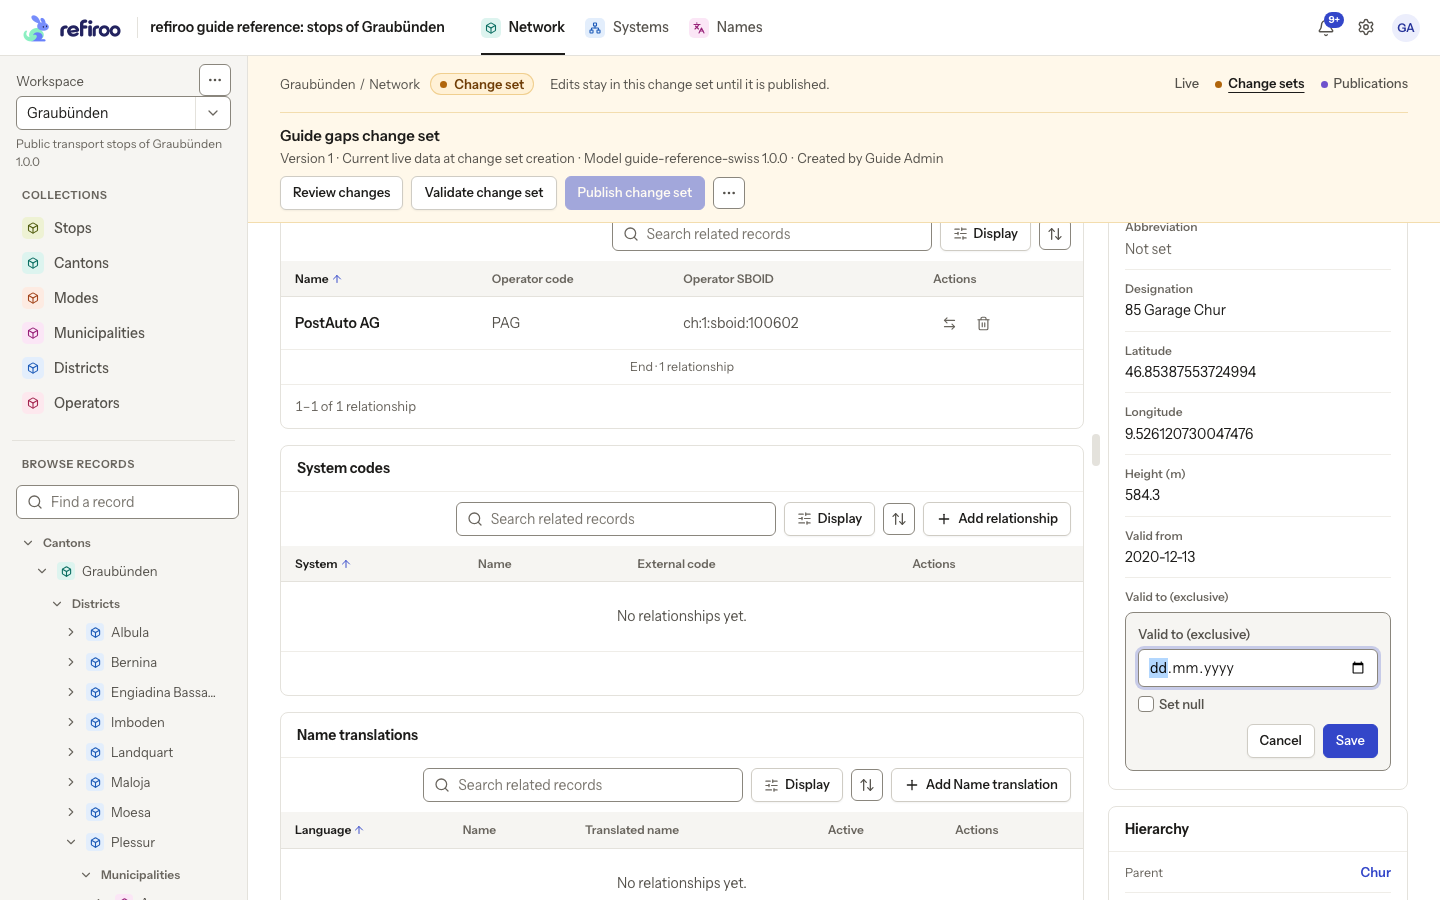 refiroo
refiroo guide reference: stops of Graubünden
Network
Systems
Names
9+
GA
Workspace
Graubünden
Public transport stops of Graubünden
1.0.0
COLLECTIONS
Stops
Cantons
Modes
Municipalities
Districts
Operators
BROWSE RECORDS
Find a record
Cantons
Graubünden
Districts
Albula
Bernina
Engiadina Bassa...
Imboden
Landquart
Maloja
Moesa
Plessur
Municipalities
Graubünden / Network
Change set
Edits stay in this change set until it is published.
Live
Change sets
Publications
Guide gaps change set
Version 1 · Current live data at change set creation · Model guide-reference-swiss 1.0.0 · Created by Guide Admin
Review changes
Validate change set
Publish change set
Search related records
Display
Name
Operator code
Operator SBOID
Actions
PostAuto AG
PAG
ch:1:sboid:100602
End · 1 relationship
1–1 of 1 relationship
System codes
Search related records
Display
Add relationship
System
Name
External code
Actions
No relationships yet.
Name translations
Search related records
Display
Add Name translation
Language
Name
Translated name
Active
Actions
No relationships yet.
Abbreviation
Not set
Designation
85 Garage Chur
Latitude
46.85387553724994
Longitude
9.526120730047476
Height (m)
584.3
Valid from
2020-12-13
Valid to (exclusive)
Valid to (exclusive)
dd.mm.yyyy
Set null
Cancel
Save
Hierarchy
Parent
Chur